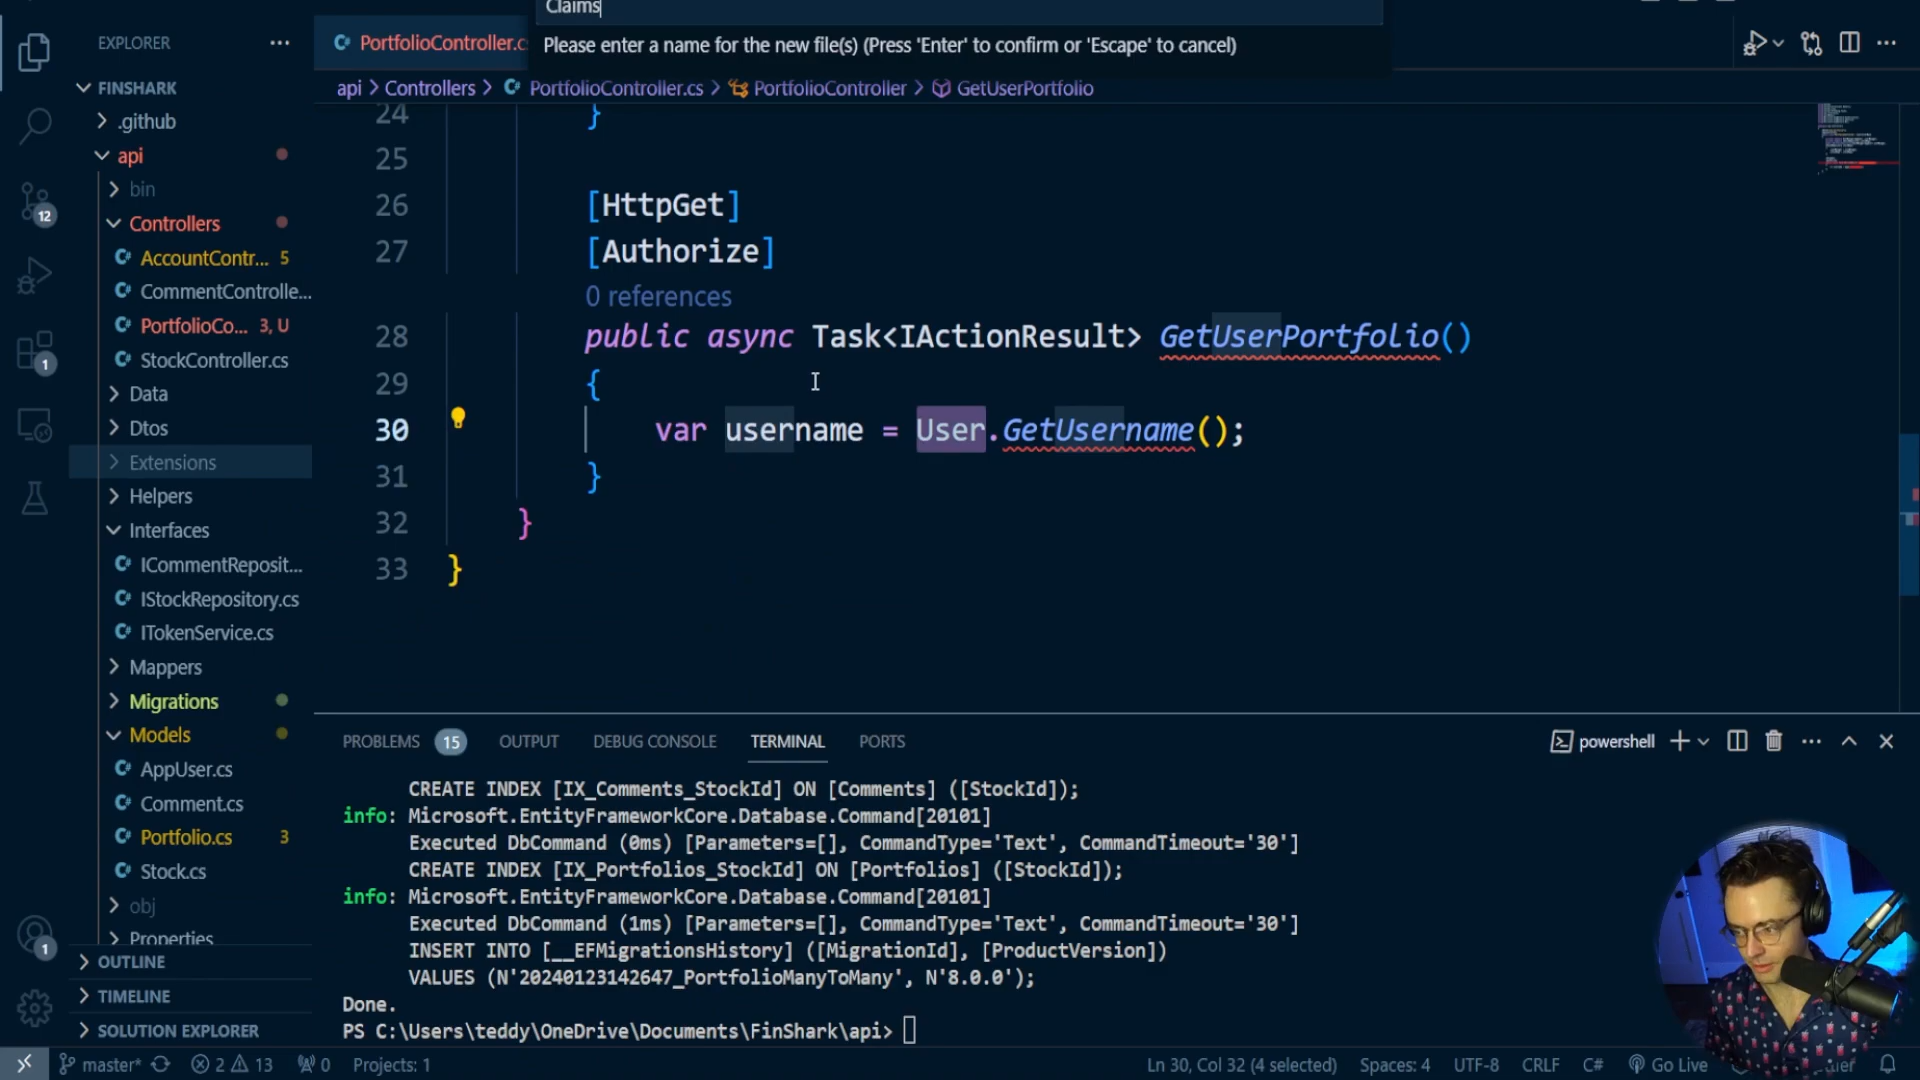 Claims
Please enter a name for the new file(s) (Press 'Enter' to confirm or 'Escape' to cancel)
EXPLORER
PortfolioController.c
FINSHARK
api > Controllers > PortfolioController.cs > PortfolioController > GetUserPortfolio
.github
api
bin
Controllers
AccountContr... 5
CommentControlle...
PortfolioCo... 3, U
StockController.cs
Data
Dtos
Extensions
Helpers
Interfaces
ICommentReposit...
IStockRepository.cs
ITokenService.cs
Mappers
Migrations
Models
AppUser.cs
Comment.cs
Portfolio.cs 3
Stock.cs
obj
Properties
OUTLINE
TIMELINE
SOLUTION EXPLORER
12
1
1
24 }
25
26 [HttpGet]
27 [Authorize]
0 references
28 public async Task<IActionResult> GetUserPortfolio()
29 {
30 var username = User.GetUsername();
31 }
32 }
33 }
PROBLEMS 15 OUTPUT DEBUG CONSOLE TERMINAL PORTS
powershell
CREATE INDEX [IX_Comments_StockId] ON [Comments] ([StockId]);
info: Microsoft.EntityFrameworkCore.Database.Command[20101]
Executed DbCommand (0ms) [Parameters=[], CommandType='Text', CommandTimeout='30']
CREATE INDEX [IX_Portfolios_StockId] ON [Portfolios] ([StockId]);
info: Microsoft.EntityFrameworkCore.Database.Command[20101]
Executed DbCommand (1ms) [Parameters=[], CommandType='Text', CommandTimeout='30']
INSERT INTO [__EFMigrationsHistory] ([MigrationId], [ProductVersion])
VALUES (N'20240123142647_PortfolioManyToMany', N'8.0.0');
Done.
PS C:\Users\teddy\OneDrive\Documents\FinShark\api>
master* 2 13 0 Projects: 1
Ln 30, Col 32 (4 selected) Spaces: 4 UTF-8 CRLF C# Go Live